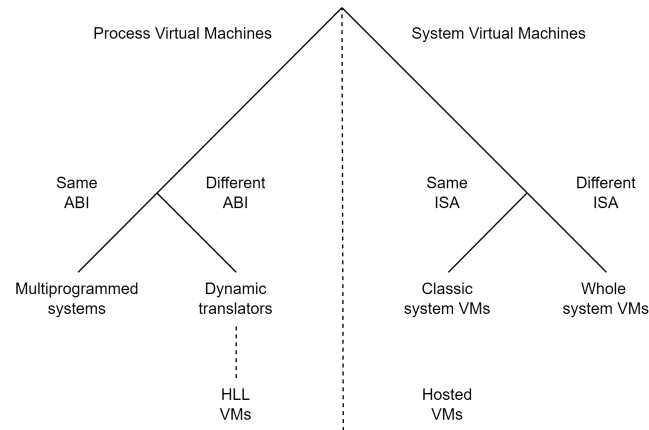 Process Virtual Machines
System Virtual Machines
Same
ABI
Different
ABI
Same
ISA
Different
ISA
Multiprogrammed
systems
Dynamic
translators
Classic
system VMs
Whole
system VMs
HLL
VMs
Hosted
VMs